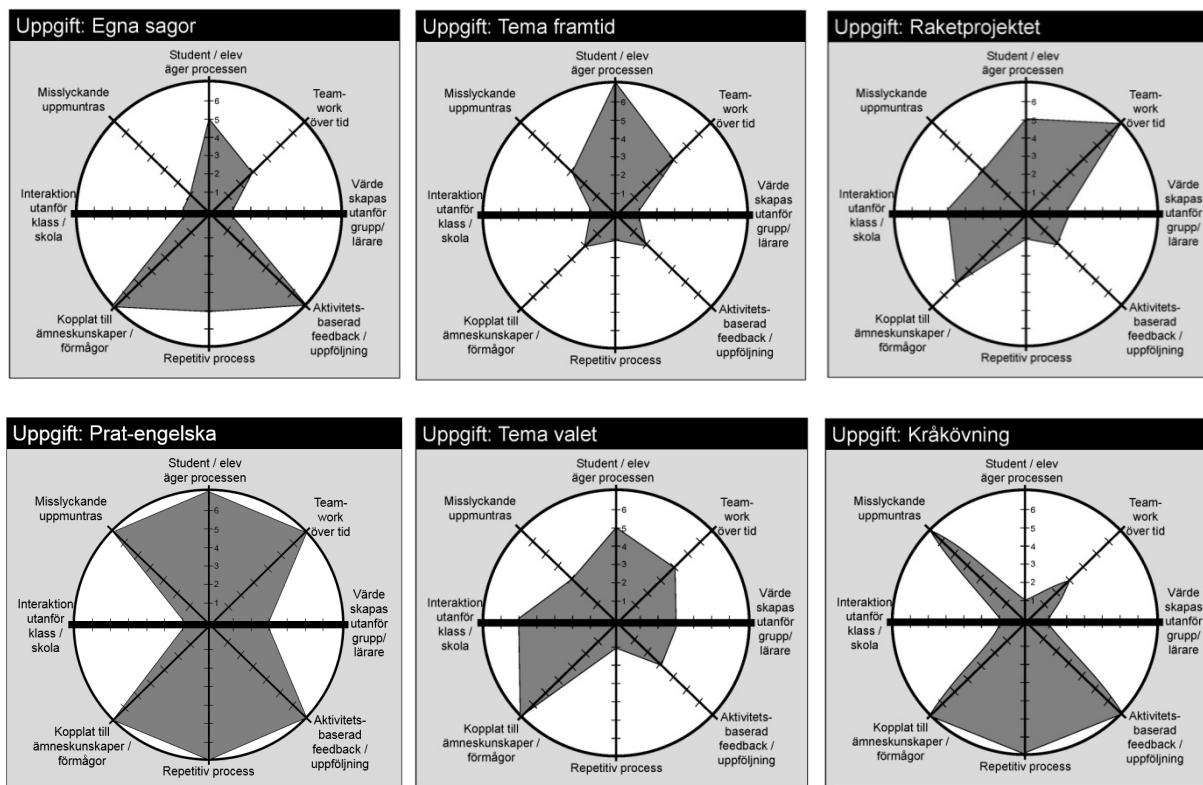 Uppgift: Egna sagor
Student / elev
äger processen
Misslyckande
uppmuntras
Team-
work
över tid
Interaktion
utanför
klass /
skola
Värde
skapas
utanför
grupp/
lärare
Kopplat till
ämneskunskaper /
förmågor
Aktivitets-
baserad
feedback /
uppföljning
Repetitiv process
6
5
4
3
2
1
Uppgift: Tema framtid
Student / elev
äger processen
Misslyckande
uppmuntras
Team-
work
över tid
Interaktion
utanför
klass /
skola
Värde
skapas
utanför
grupp/
lärare
Kopplat till
ämneskunskaper /
förmågor
Aktivitets-
baserad
feedback /
uppföljning
Repetitiv process
6
5
4
3
2
1
Uppgift: Raketprojektet
Student / elev
äger processen
Misslyckande
uppmuntras
Team-
work
över tid
Interaktion
utanför
klass /
skola
Värde
skapas
utanför
grupp/
lärare
Kopplat till
ämneskunskaper /
förmågor
Aktivitets-
baserad
feedback /
uppföljning
Repetitiv process
6
5
4
3
2
1
Uppgift: Prat-engelska
Student / elev
äger processen
Misslyckande
uppmuntras
Team-
work
över tid
Interaktion
utanför
klass /
skola
Värde
skapas
utanför
grupp/
lärare
Kopplat till
ämneskunskaper /
förmågor
Aktivitets-
baserad
feedback /
uppföljning
Repetitiv process
6
5
4
3
2
1
Uppgift: Tema valet
Student / elev
äger processen
Misslyckande
uppmuntras
Team-
work
över tid
Interaktion
utanför
klass /
skola
Värde
skapas
utanför
grupp/
lärare
Kopplat till
ämneskunskaper /
förmågor
Aktivitets-
baserad
feedback /
uppföljning
Repetitiv process
6
5
4
3
2
1
Uppgift: Kråkövning
Student / elev
äger processen
Misslyckande
uppmuntras
Team-
work
över tid
Interaktion
utanför
klass /
skola
Värde
skapas
utanför
grupp/
lärare
Kopplat till
ämneskunskaper /
förmågor
Aktivitets-
baserad
feedback /
uppföljning
Repetitiv process
6
5
4
3
2
1